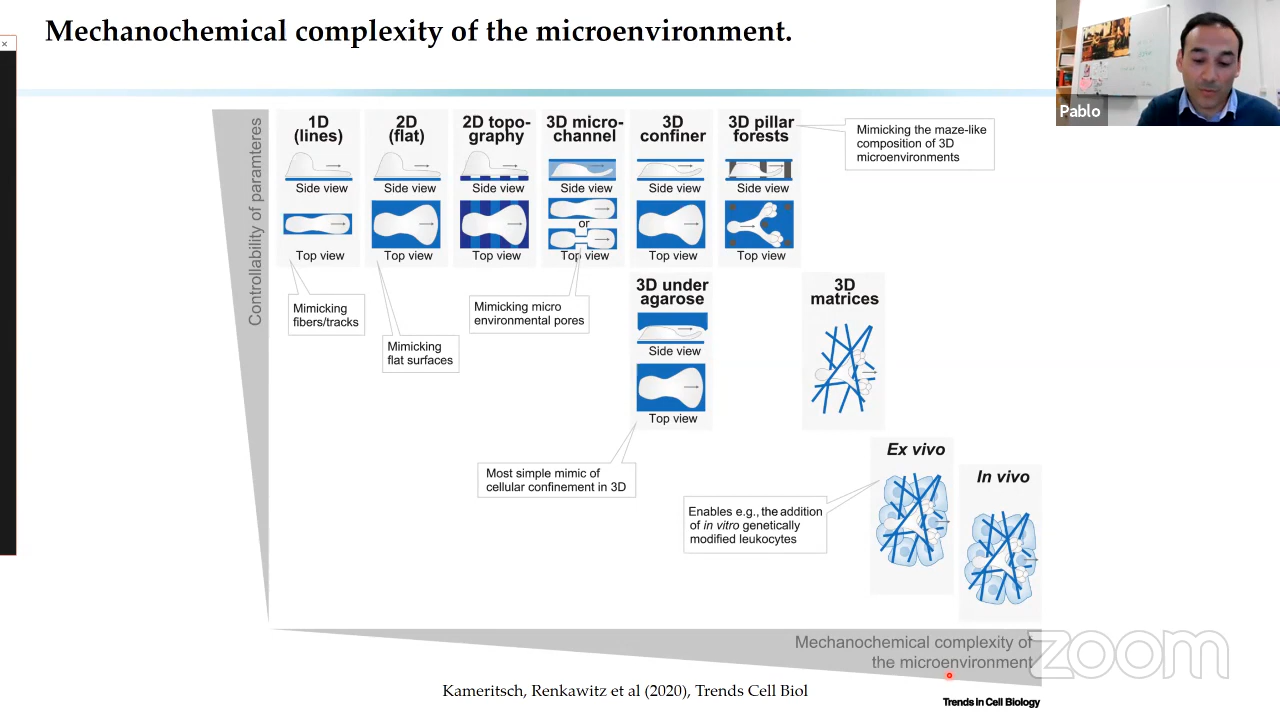 Mechanochemical complexity of the microenvironment.
Pablo
Controllability of paramteres
1D
(lines)
Side view
Top view
2D
(flat)
Side view
Top view
2D topo-
graphy
Side view
Top view
3D micro-
channel
Side view
or
Top view
3D
confiner
Side view
Top view
3D pillar
forests
Side view
Top view
Mimicking the maze-like
composition of 3D
microenvironments
Mimicking
fibers/tracks
Mimicking
flat surfaces
Mimicking micro
environmental pores
3D under
agarose
Side view
Top view
3D
matrices
Most simple mimic of
cellular confinement in 3D
Ex vivo
In vivo
Enables e.g., the addition
of in vitro genetically
modified leukocytes
Mechanochemical complexity of
the microenvironment
zoom
Kameritsch, Renkawitz et al (2020), Trends Cell Biol
Trends in Cell Biology